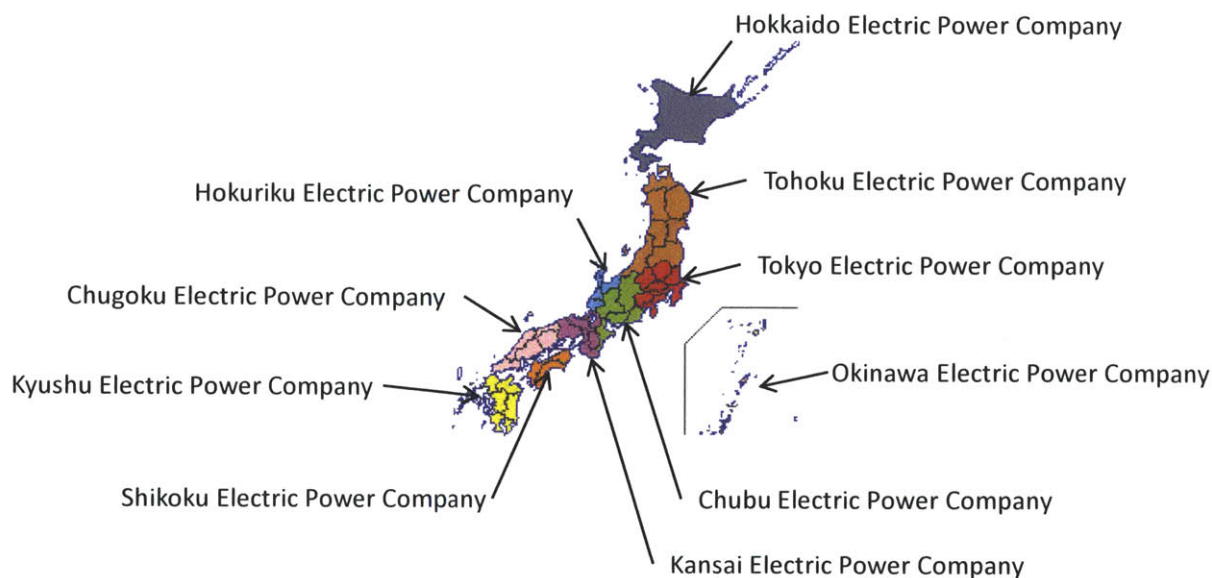 Hokkaido Electric Power Company
Hokuriku Electric Power Company
Tohoku Electric Power Company
Tokyo Electric Power Company
Chugoku Electric Power Company
Kyushu Electric Power Company
Okinawa Electric Power Company
Shikoku Electric Power Company
Chubu Electric Power Company
Kansai Electric Power Company